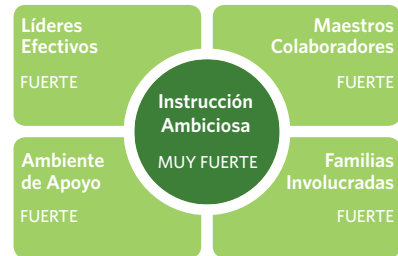 Líderes
Efectivos
FUERTE
Maestros
Colaboradores
FUERTE
Instrucción
Ambiciosa
MUY FUERTE
Ambiente
de Apoyo
FUERTE
Familias
Involucradas
FUERTE